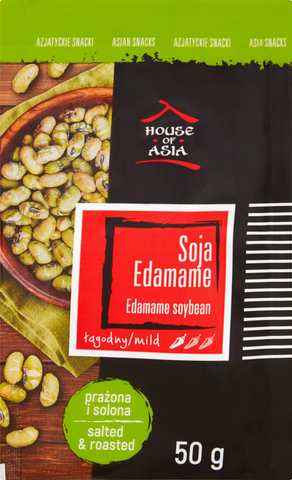 AZJATYCKIE SNACKI ASIAN SNACKS AZJATYCKIE SNACKI ASIA SNACKS
HOUSE
OF
ASIA
Soja
Edamame
Edamame soybean
łagodny/mild
prażona
i solona
salted
& roasted
50 g